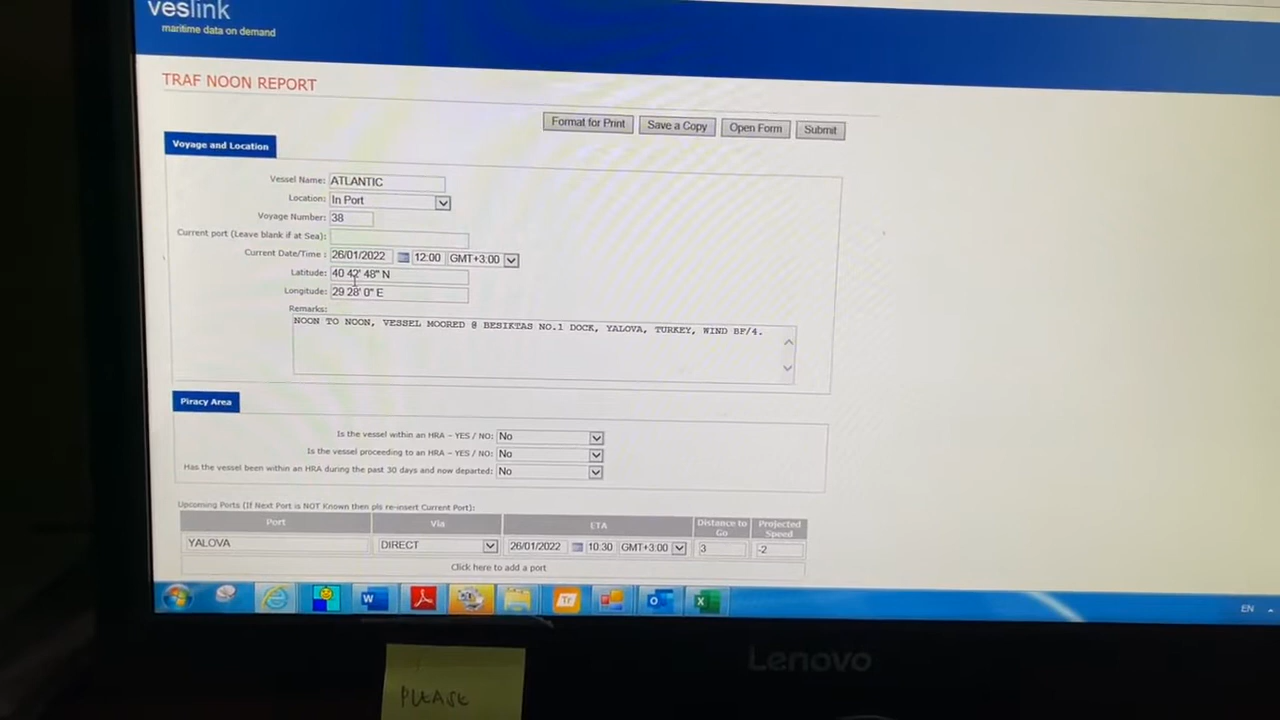 veslink
maritime data on demand
TRAF NOON REPORT
Format for Print Save a Copy Open Form Submit
Voyage and Location
Vessel Name: ATLANTIC
Location: In Port
Voyage Number: 38
Current port (Leave blank if at Sea):
Current Date/Time : 26/01/2022 12:00 GMT+3:00
Latitude: 40 42' 48" N
Longitude: 29 28' 0" E
Remarks:
NOON TO NOON, VESSEL MOORED @ BESIKTAS NO.1 DOCK, YALOVA, TURKEY, WIND BF/4.
Piracy Area
Is the vessel within an HRA - YES / NO: No
Is the vessel proceeding to an HRA - YES / NO: No
Has the vessel been within an HRA during the past 30 days and now departed: No
Upcoming Ports (If Next Port is NOT Known then pls re-insert Current Port):
Port Via ETA Distance to Go Projected Speed
YALOVA DIRECT 26/01/2022 10:30 GMT+3:00 3 -2
Click here to add a port
W Tr O X EN
Lenovo
PLEASE